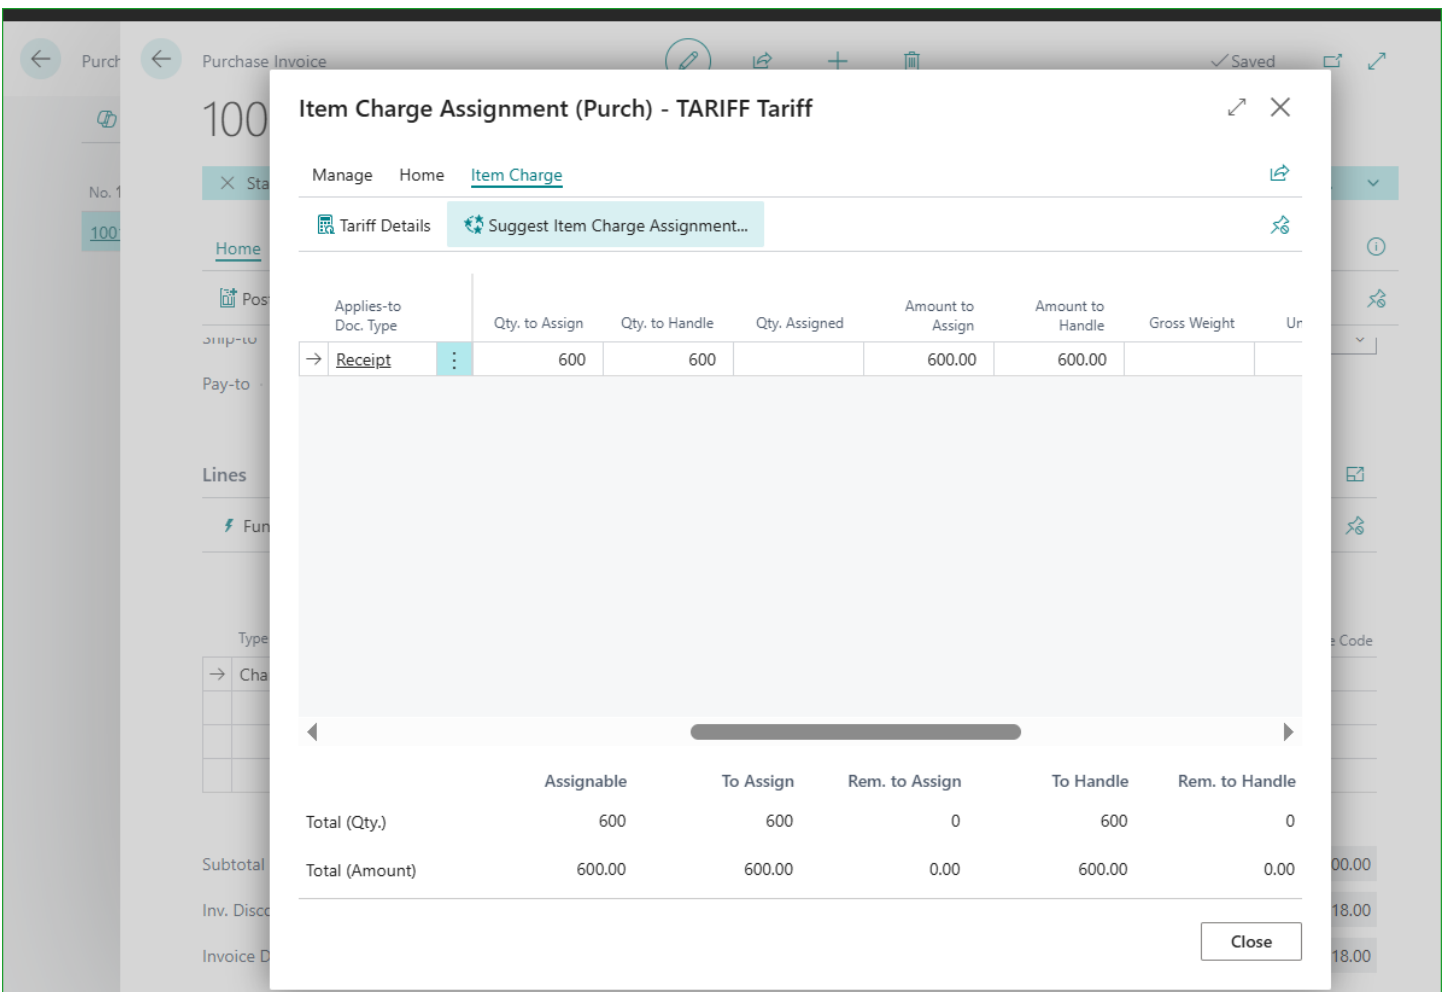 Purch
Purchase Invoice
Saved
100
Item Charge Assignment (Purch) - TARIFF Tariff
Manage Home Item Charge
No. 1
Sta
1001
Tariff Details Suggest Item Charge Assignment...
Home
Post
Applies-to Doc. Type Qty. to Assign Qty. to Handle Qty. Assigned Amount to Assign Amount to Handle Gross Weight Un
Ship-to
Receipt 600 600 600.00 600.00
Pay-to
Lines
Fun
Type
e Code
Cha
Assignable To Assign Rem. to Assign To Handle Rem. to Handle
Total (Qty.) 600 600 0 600 0
Subtotal
00.00
Total (Amount) 600.00 600.00 0.00 600.00 0.00
Inv. Disco
18.00
Close
Invoice D
18.00